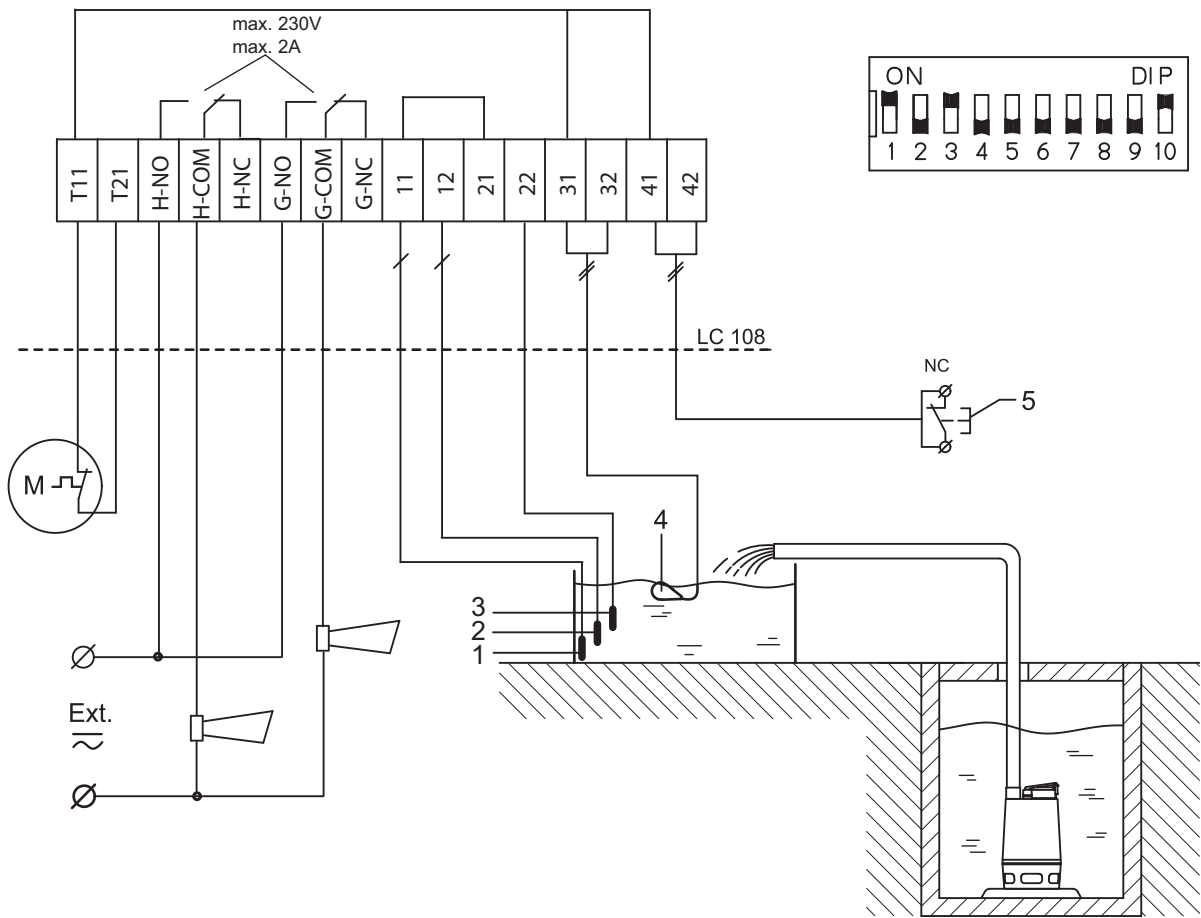 max. 230V
max. 2A
ON DIP
1 2 3 4 5 6 7 8 9 10
T11 T21 H-NO H-COM H-NC G-NO G-COM G-NC 11 12 21 22 31 32 41 42
LC 108
NC
5
M
4
3
2
1
Ext.